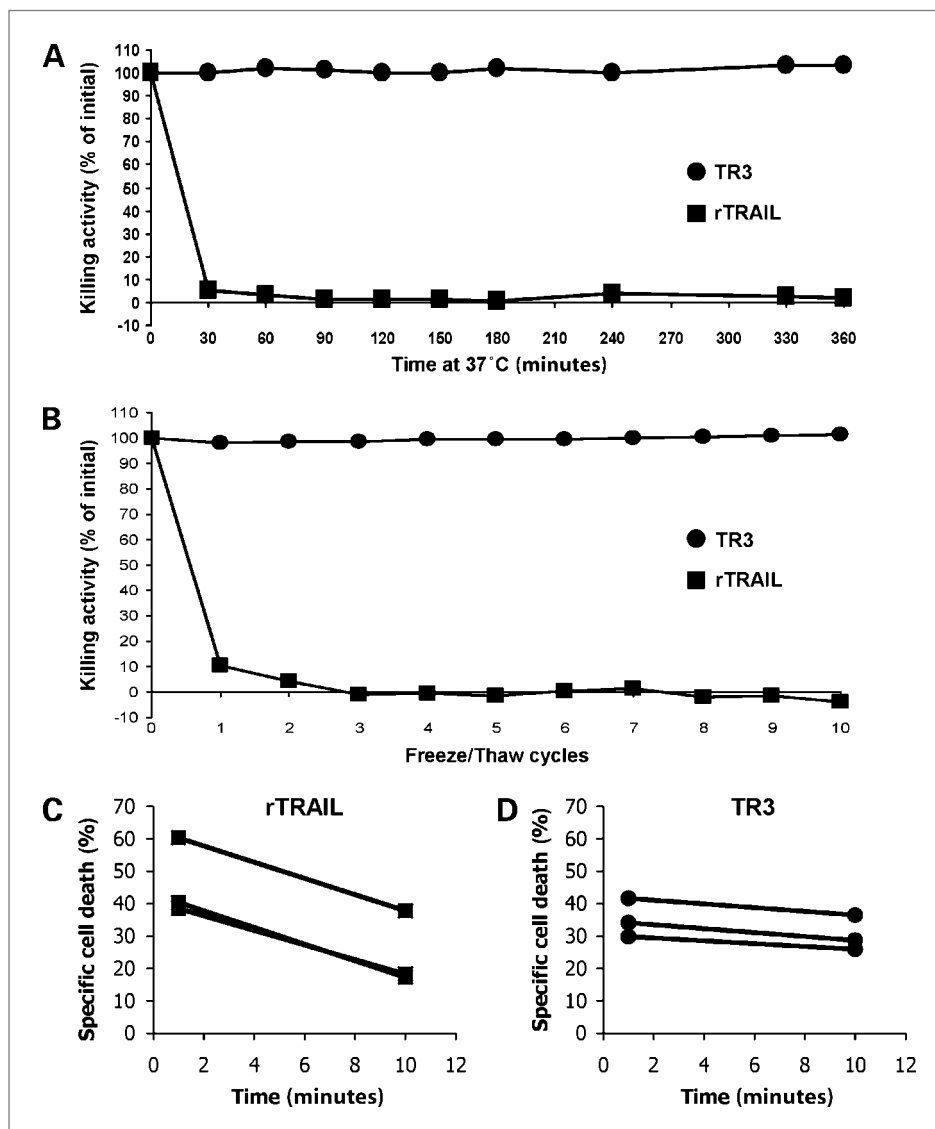 A
Killing activity (% of initial)
110
100
90
80
70
60
50
40
30
20
10
0
-10
TR3
rTRAIL
0 30 60 90 120 150 180 210 240 270 300 330 360
Time at 37˚C (minutes)
B
Killing activity (% of initial)
110
100
90
80
70
60
50
40
30
20
10
0
-10
TR3
rTRAIL
0 1 2 3 4 5 6 7 8 9 10
Freeze/Thaw cycles
C
rTRAIL
Specific cell death (%)
70
60
50
40
30
20
10
0
0 2 4 6 8 10 12
Time (minutes)
D
TR3
Specific cell death (%)
70
60
50
40
30
20
10
0
0 2 4 6 8 10 12
Time (minutes)